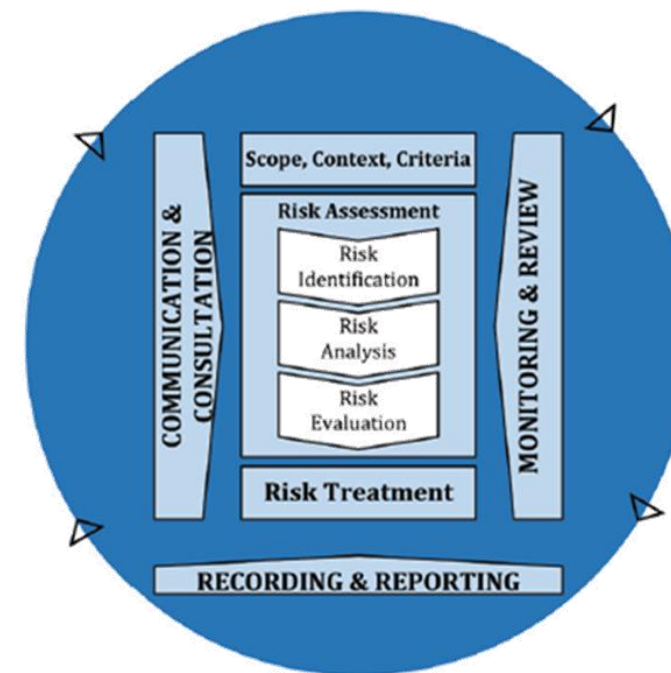 Scope, Context, Criteria
Risk Assessment
Risk
Identification
Risk
Analysis
Risk
Evaluation
Risk Treatment
COMMUNICATION &
CONSULTATION
MONITORING & REVIEW
RECORDING & REPORTING